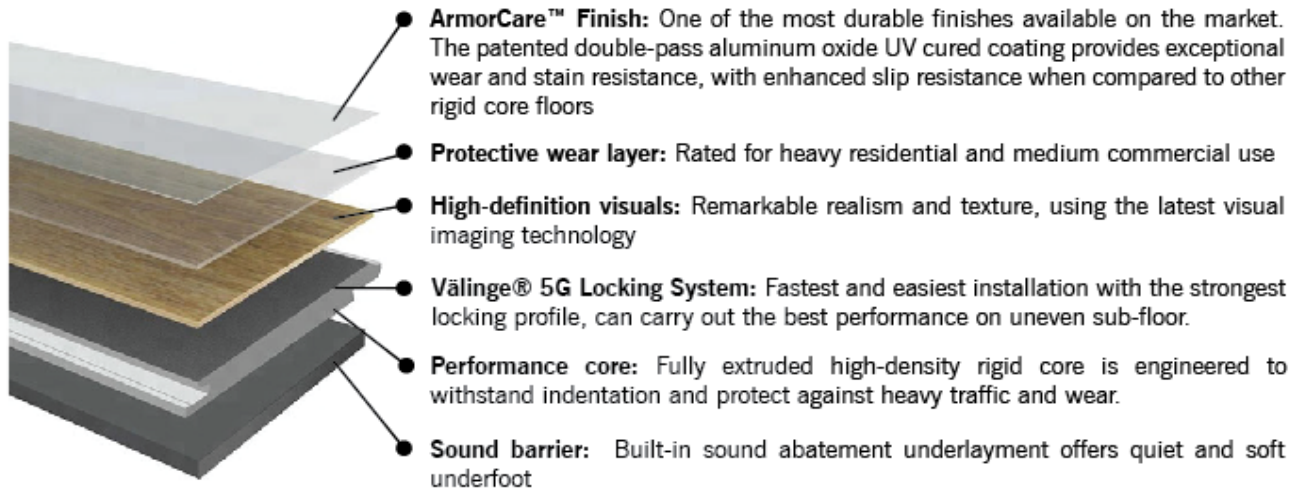 ArmorCare™ Finish: One of the most durable finishes available on the market.
The patented double-pass aluminum oxide UV cured coating provides exceptional
wear and stain resistance, with enhanced slip resistance when compared to other
rigid core floors
Protective wear layer: Rated for heavy residential and medium commercial use
High-definition visuals: Remarkable realism and texture, using the latest visual
imaging technology
Välinge® 5G Locking System: Fastest and easiest installation with the strongest
locking profile, can carry out the best performance on uneven sub-floor.
Performance core: Fully extruded high-density rigid core is engineered to
withstand indentation and protect against heavy traffic and wear.
Sound barrier: Built-in sound abatement underlayment offers quiet and soft
underfoot